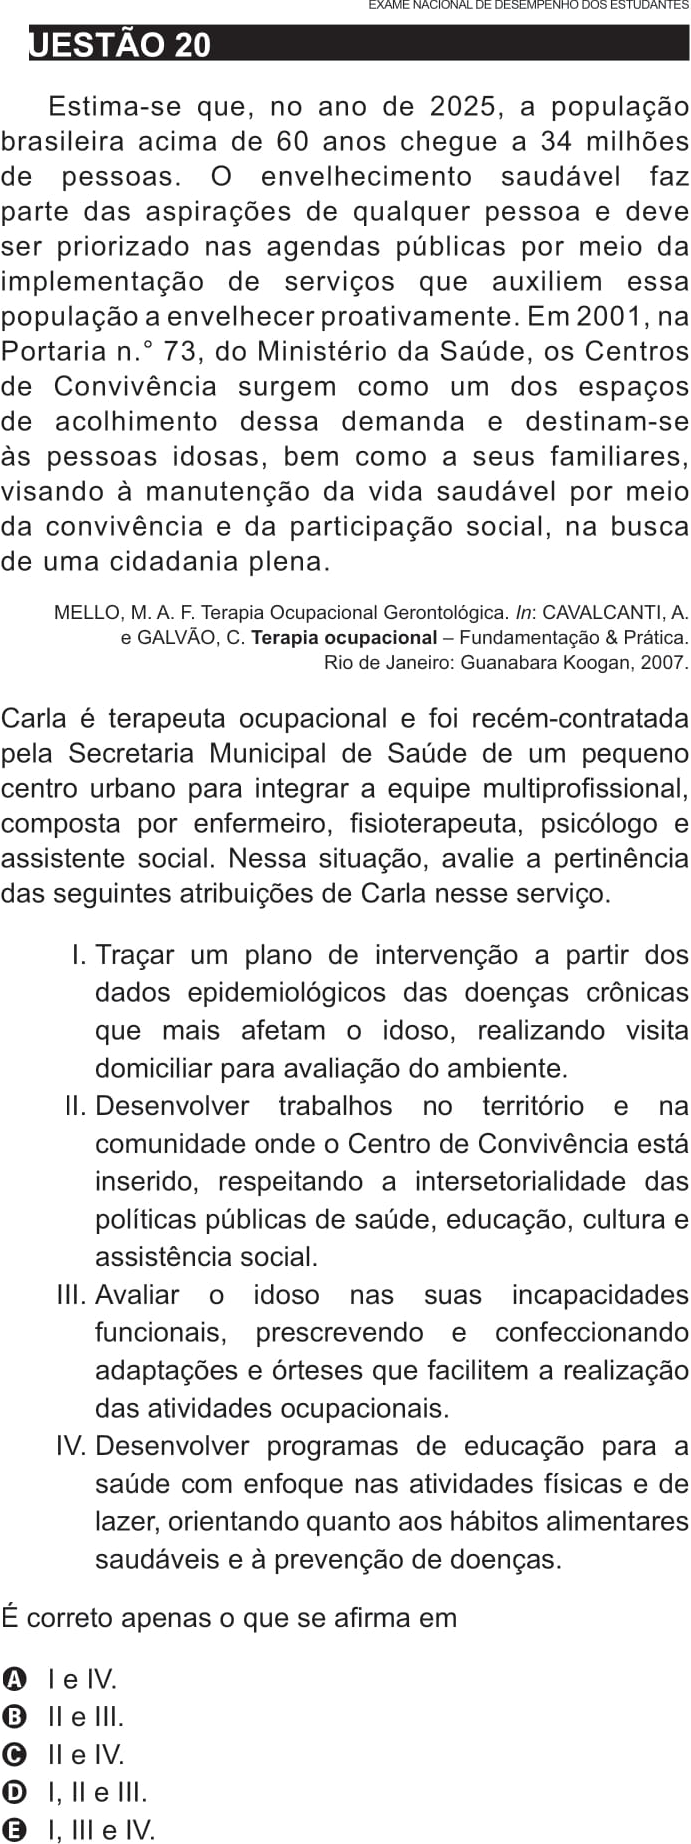 EXAME NACIONAL DE DESEMPENHO DOS ESTUDANTES
UESTÃO 20
Estima-se que, no ano de 2025, a população
brasileira acima de 60 anos chegue a 34 milhões
de pessoas. O envelhecimento saudável faz
parte das aspirações de qualquer pessoa e deve
ser priorizado nas agendas públicas por meio da
implementação de serviços que auxiliem essa
população a envelhecer proativamente. Em 2001, na
Portaria n.° 73, do Ministério da Saúde, os Centros
de Convivência surgem como um dos espaços
de acolhimento dessa demanda e destinam-se
às pessoas idosas, bem como a seus familiares,
visando à manutenção da vida saudável por meio
da convivência e da participação social, na busca
de uma cidadania plena.
MELLO, M. A. F. Terapia Ocupacional Gerontológica. In: CAVALCANTI, A.
e GALVÃO, C. Terapia ocupacional – Fundamentação & Prática.
Rio de Janeiro: Guanabara Koogan, 2007.
Carla é terapeuta ocupacional e foi recém-contratada
pela Secretaria Municipal de Saúde de um pequeno
centro urbano para integrar a equipe multiprofissional,
composta por enfermeiro, fisioterapeuta, psicólogo e
assistente social. Nessa situação, avalie a pertinência
das seguintes atribuições de Carla nesse serviço.
I. Traçar um plano de intervenção a partir dos
dados epidemiológicos das doenças crônicas
que mais afetam o idoso, realizando visita
domiciliar para avaliação do ambiente.
II. Desenvolver trabalhos no território e na
comunidade onde o Centro de Convivência está
inserido, respeitando a intersetorialidade das
políticas públicas de saúde, educação, cultura e
assistência social.
III. Avaliar o idoso nas suas incapacidades
funcionais, prescrevendo e confeccionando
adaptações e órteses que facilitem a realização
das atividades ocupacionais.
IV. Desenvolver programas de educação para a
saúde com enfoque nas atividades físicas e de
lazer, orientando quanto aos hábitos alimentares
saudáveis e à prevenção de doenças.
É correto apenas o que se afirma em
A I e IV.
B II e III.
C II e IV.
D I, II e III.
E I, III e IV.